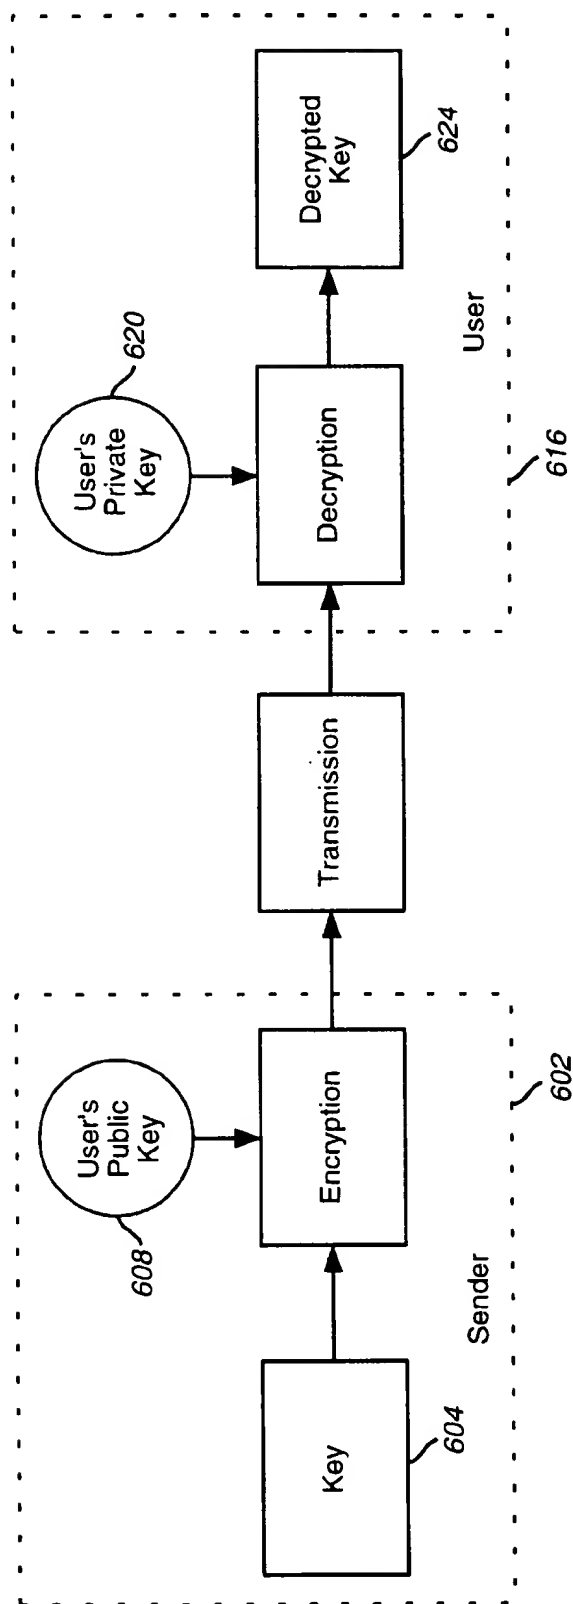 User's
Public
Key
608
Key
604
Encryption
Sender
602
Transmission
User's
Private
Key
620
Decryption
Decrypted
Key
624
User
616